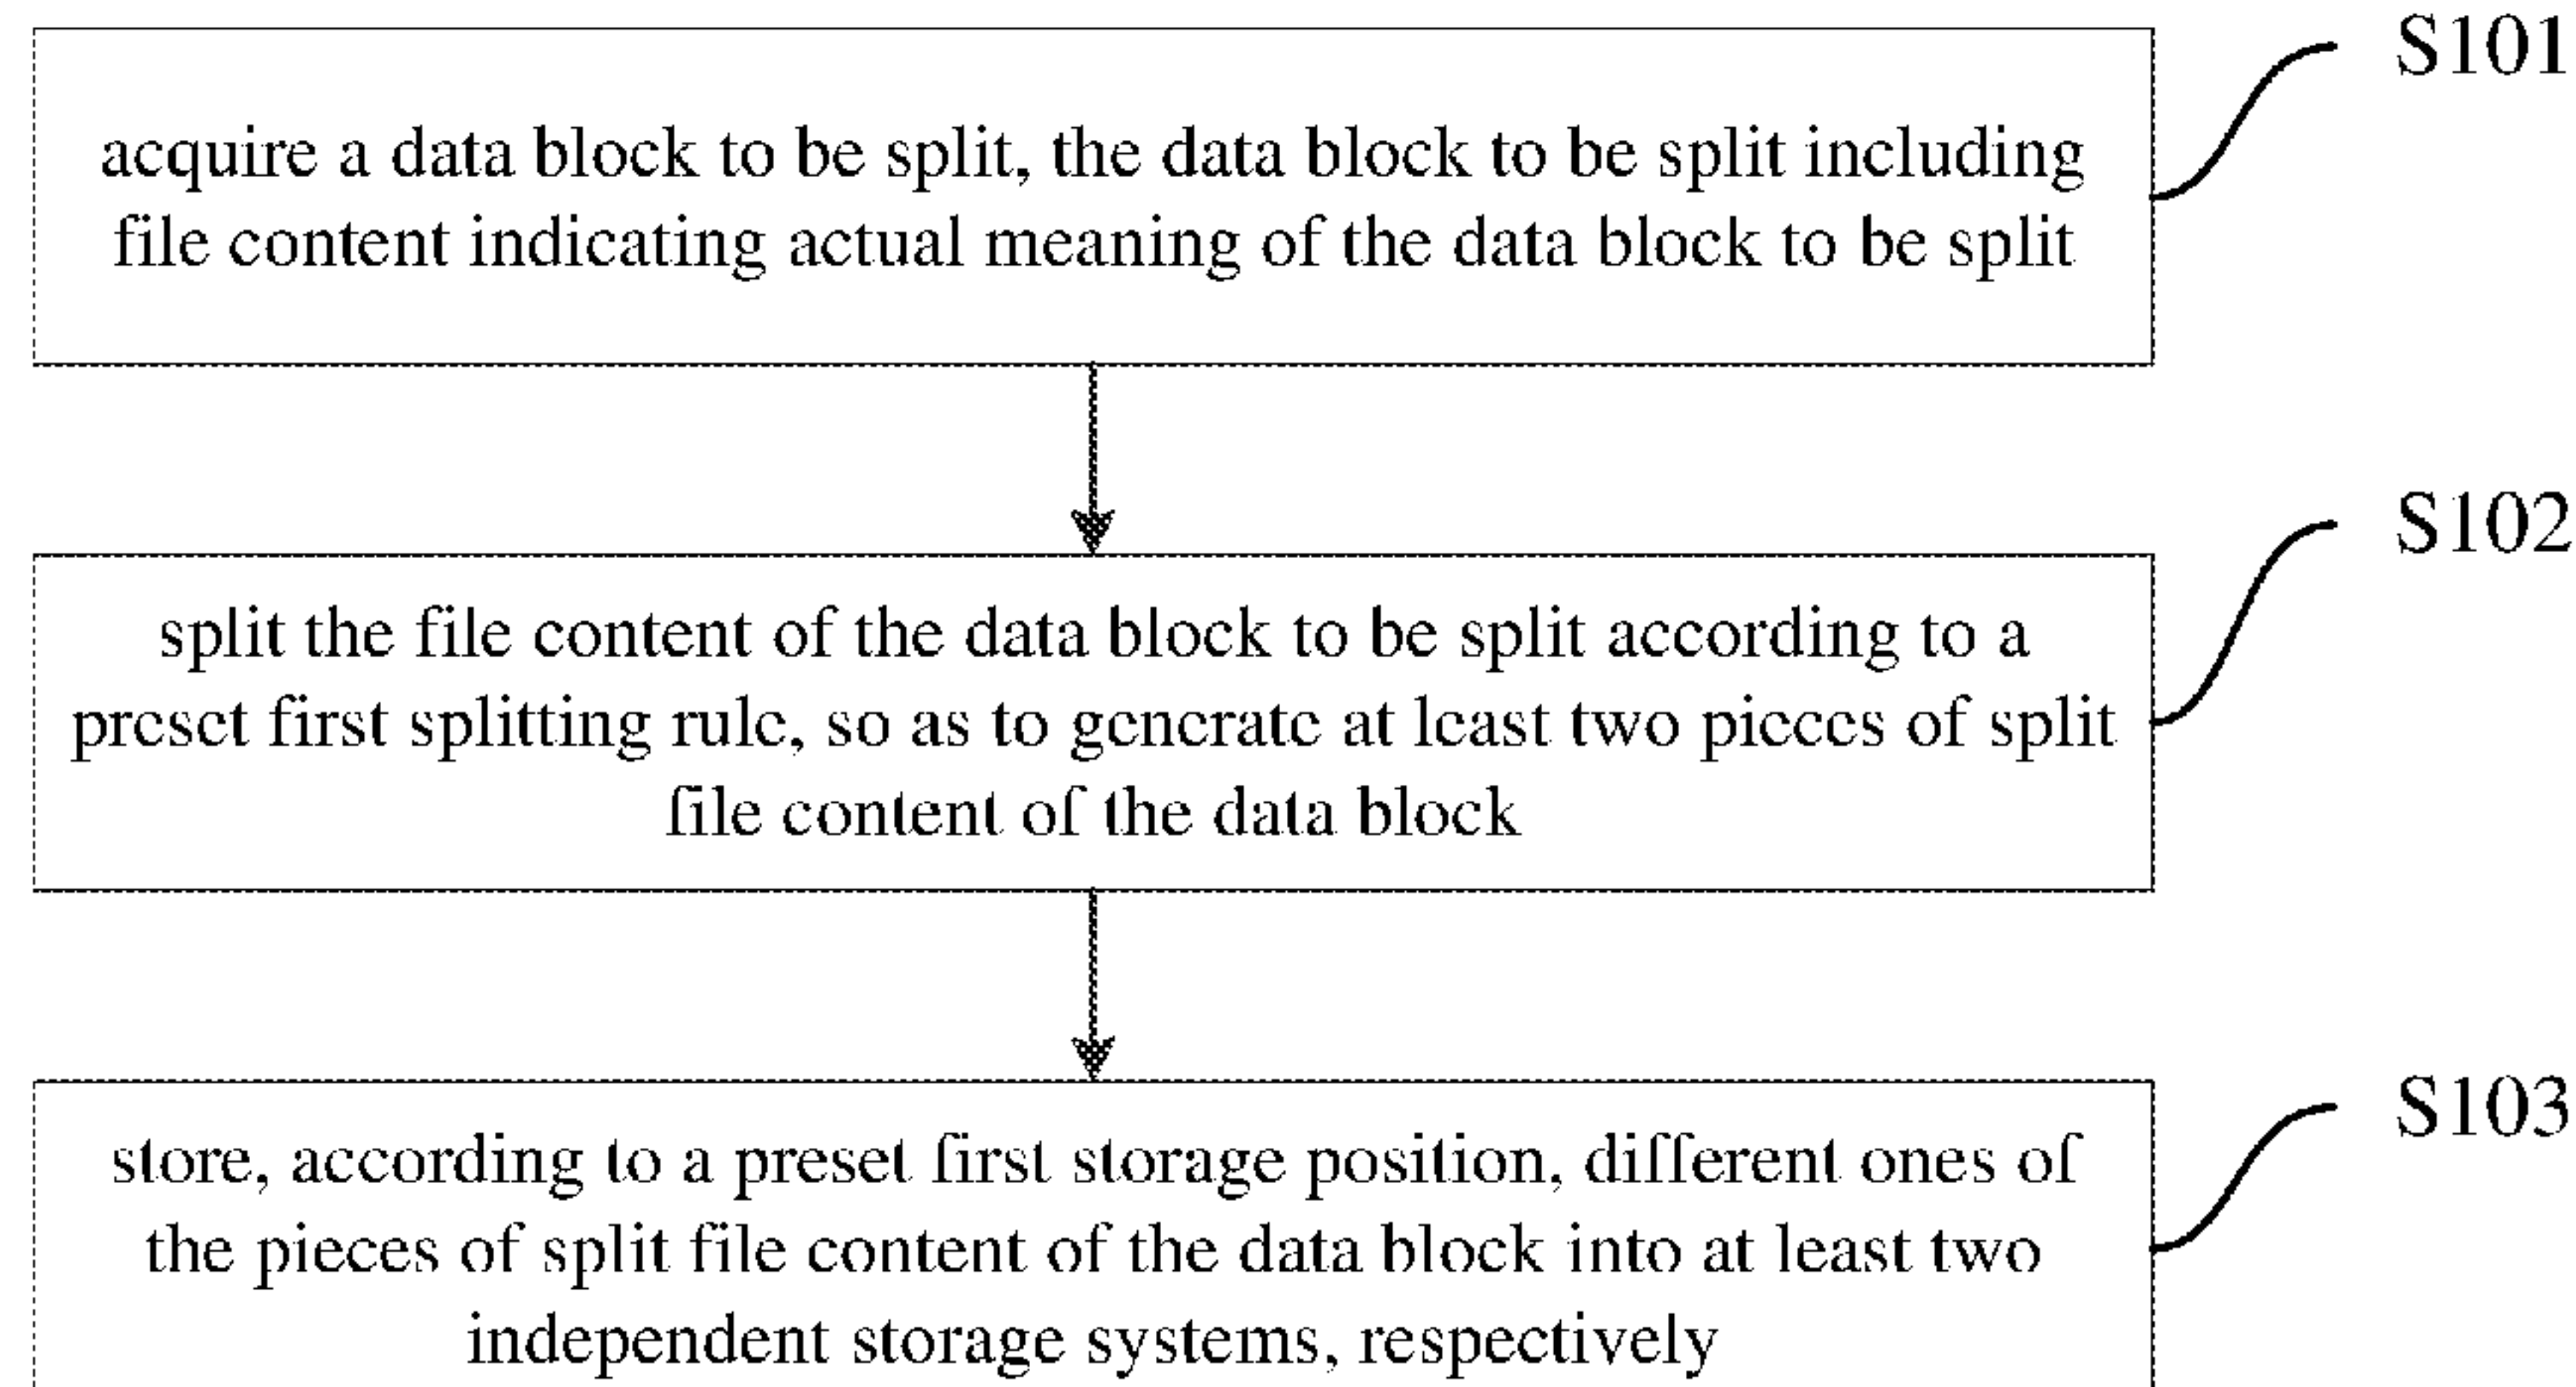 S101
acquire a data block to be split, the data block to be split including
file content indicating actual meaning of the data block to be split
S102
split the file content of the data block to be split according to a
preset first splitting rule, so as to generate at least two pieces of split
file content of the data block
S103
store, according to a preset first storage position, different ones of
the pieces of split file content of the data block into at least two
independent storage systems, respectively